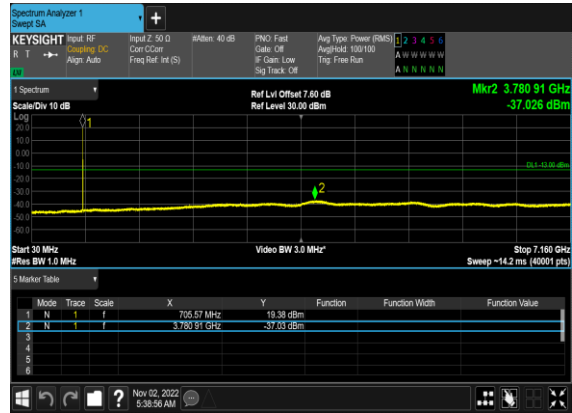 Spectrum Analyzer 1
Swept SA
+
KEYSIGHT Input: RF Input Z: 50 Ω #Atten: 40 dB PNO: Fast Avg Type: Power (RMS) 1 2 3 4 5 6
R T Coupling: DC Corr CCorr Gate: Off Avg|Hold: 100/100 A W W W W W
Align: Auto Freq Ref: Int (S) IF Gain: Low Trig: Free Run
Sig Track: Off A N N N N N
1 Spectrum Ref Lvl Offset 7.60 dB Mkr2 3.780 91 GHz
Scale/Div 10 dB Ref Level 30.00 dBm -37.026 dBm
Log
20.0
10.0
0.00
-10.0
-20.0
-30.0
-40.0
-50.0
-60.0
1
2
DL1 -13.00 dBm
Start 30 MHz Video BW 3.0 MHz* Stop 7.160 GHz
#Res BW 1.0 MHz Sweep ~14.2 ms (40001 pts)
5 Marker Table
Mode Trace Scale X Y Function Function Width Function Value
1 N 1 f 705.57 MHz 19.38 dBm
2 N 1 f 3.780 91 GHz -37.03 dBm
3
4
5
6
? Nov 02, 2022
5:38:56 AM